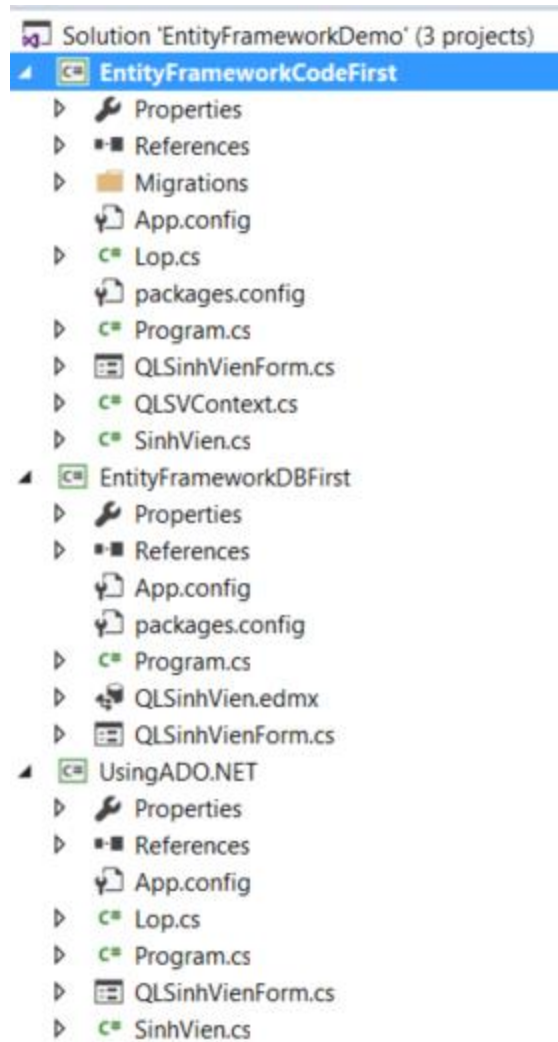 Solution 'EntityFrameworkDemo' (3 projects)
C# EntityFrameworkCodeFirst
Properties
References
Migrations
App.config
C# Lop.cs
packages.config
C# Program.cs
QLSinhVienForm.cs
C# QLSVContext.cs
C# SinhVien.cs
C# EntityFrameworkDBFirst
Properties
References
App.config
packages.config
C# Program.cs
QLSinhVien.edmx
QLSinhVienForm.cs
C# UsingADO.NET
Properties
References
App.config
C# Lop.cs
C# Program.cs
QLSinhVienForm.cs
C# SinhVien.cs